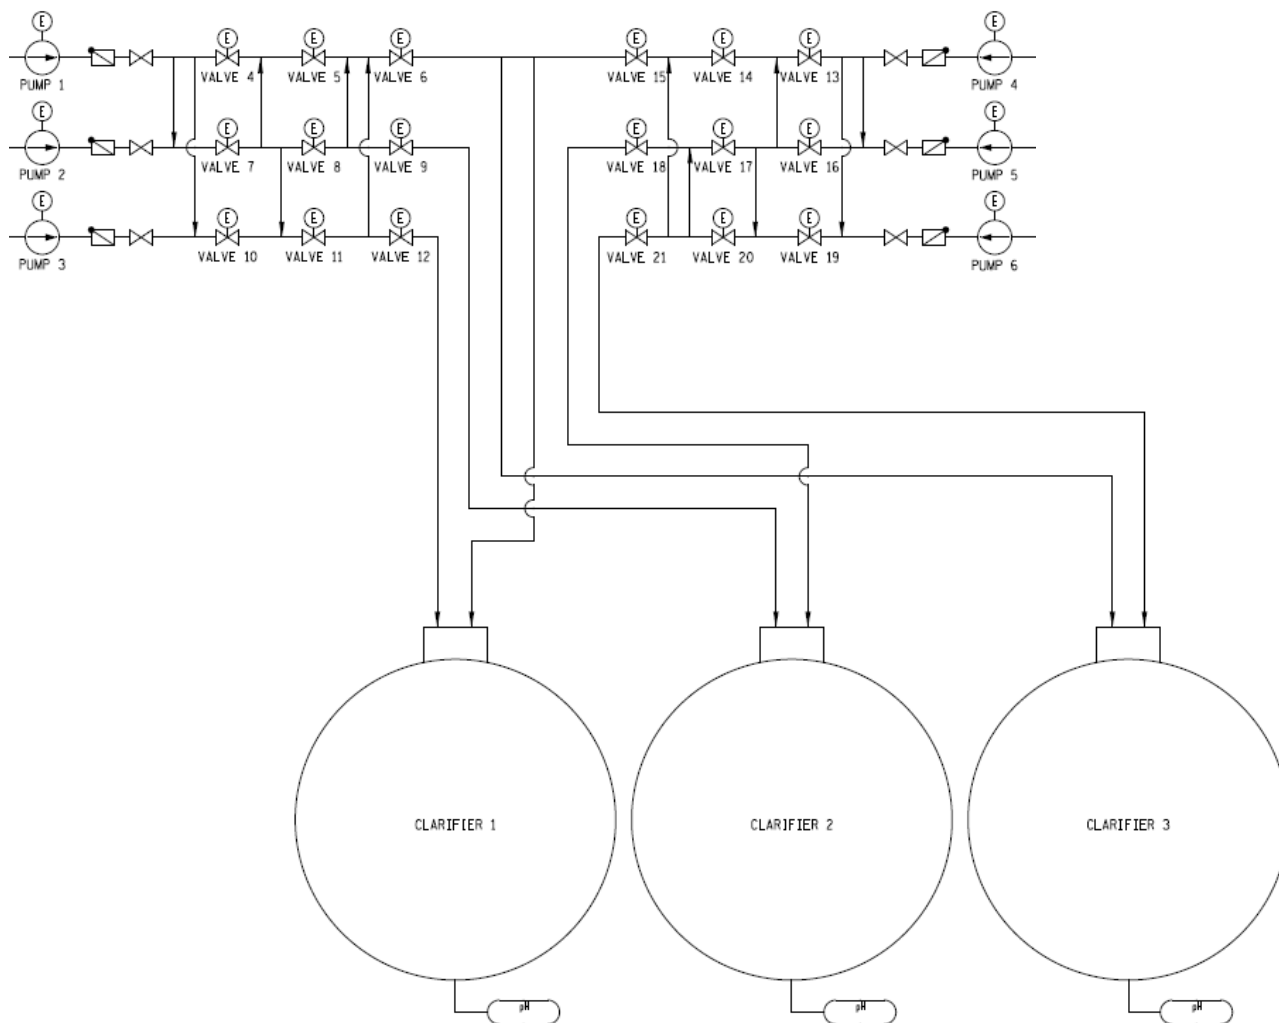 E E E E E E E E
PUMP 1 VALVE 4 VALVE 5 VALVE 6 VALVE 15 VALVE 14 VALVE 13 PUMP 4
E E E E E E E E
PUMP 2 VALVE 7 VALVE 8 VALVE 9 VALVE 18 VALVE 17 VALVE 16 PUMP 5
E E E E E E E E
PUMP 3 VALVE 10 VALVE 11 VALVE 12 VALVE 21 VALVE 20 VALVE 19 PUMP 6
CLARIFIER 1 CLARIFIER 2 CLARIFIER 3
pH pH pH